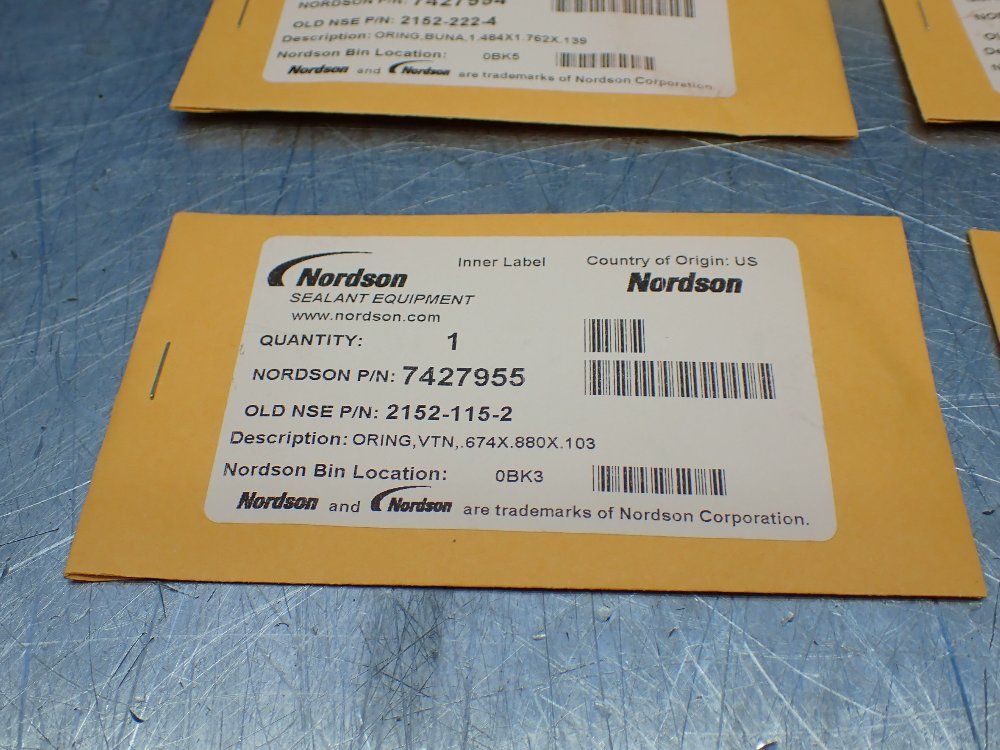 NORDSON P/N: 7427994
OLD NSE P/N: 2152-222-4
Description: ORING,BUNA,1.484X1.762X.139
Nordson Bin Location: 0BK5
Nordson and Nordson are trademarks of Nordson Corporation.
Nordson
SEALANT EQUIPMENT
www.nordson.com
Inner Label
Country of Origin: US
Nordson
QUANTITY: 1
NORDSON P/N: 7427955
OLD NSE P/N: 2152-115-2
Description: ORING,VTN,.674X.880X.103
Nordson Bin Location: 0BK3
Nordson and Nordson are trademarks of Nordson Corporation.